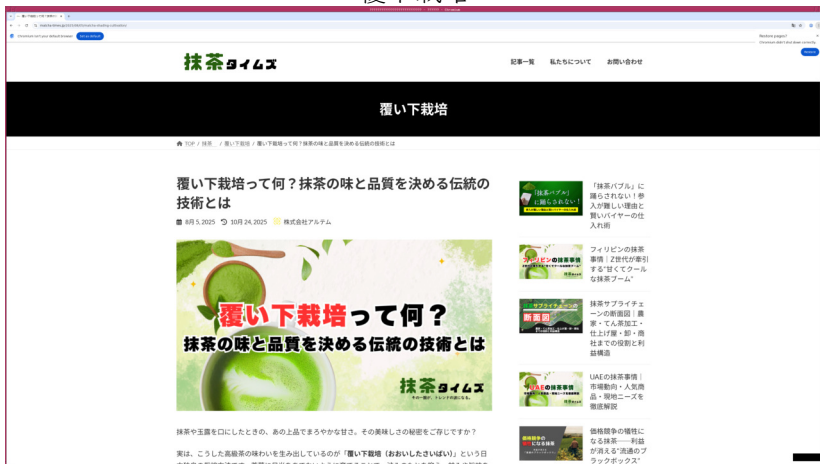 抹茶タイムズ
記事一覧 私たちについて お問い合わせ
覆い下栽培
TOP / 抹茶 / 覆い下栽培 / 覆い下栽培って何？抹茶の味と品質を決める伝統の技術とは
覆い下栽培って何？抹茶の味と品質を決める伝統の
技術とは
8月 5, 2025 10月 24, 2025 株式会社アルテム
覆い下栽培って何？
抹茶の味と品質を決める伝統の技術とは
抹茶タイムズ
抹茶や玉露を口にしたときの、あの上品でまろやかな甘さ。その美味しさの秘密をご存じですか？
実は、こうした高級茶の味わいを生み出しているのが「覆い下栽培（おおいしたさいばい）」という日
「抹茶バブル」に
踊らされない！参
入が難しい理由と
賢いバイヤーの仕
入れ術
フィリピンの抹茶
事情｜Z世代が牽引
する“甘くてクール
な抹茶ブーム”
抹茶サプライチェ
ーンの断面図｜農
家・てん茶加工・
仕上げ屋・卸・商
社までの役割と利
益構造
UAEの抹茶事情｜
市場動向・人気商
品・現地ニーズを
徹底解説
価格競争の犠牲に
なる抹茶──利益
が消える“流通のブ
ラックボックス”